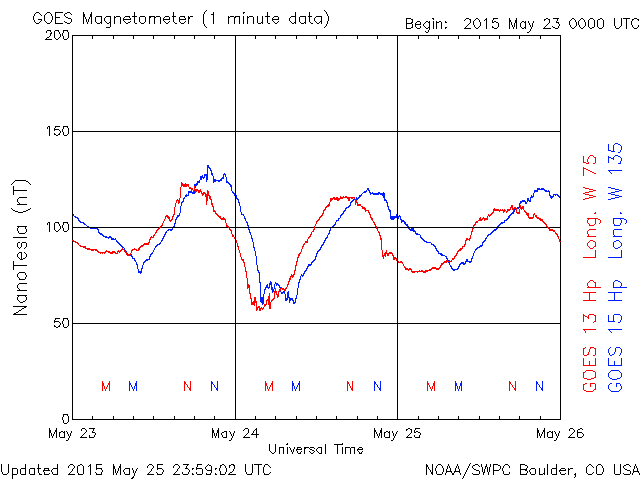 GOES Magnetometer (1 minute data)
Begin: 2015 May 23 0000 UTC
200
150
100
50
0
NanoTesla (nT)
M M N N M M N N M M N N
May 23 May 24 May 25 May 26
Universal Time
GOES 13 Hp Long. W 75
GOES 15 Hp Long. W 135
Updated 2015 May 25 23:59:02 UTC
NOAA/SWPC Boulder, CO USA